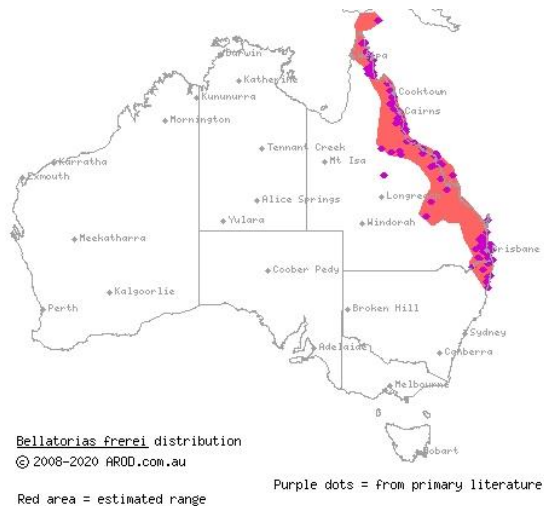 Darwin
Katherine
Kununurra
Cooktown
Cairns
Mornington
Tennant Creek
Mt Isa
Karratha
Exmouth
Alice Springs
Longreach
Yulara
Windorah
Meekatharra
Brisbane
Coober Pedy
Kalgoorlie
Perth
Broken Hill
Sydney
Adelaide
Canberra
Melbourne
Hobart
Bellatorias frerei distribution
© 2008-2020 AROD.com.au
Purple dots = from primary literature
Red area = estimated range